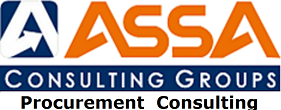 ASSA
CONSULTING GROUPS
Procurement Consulting